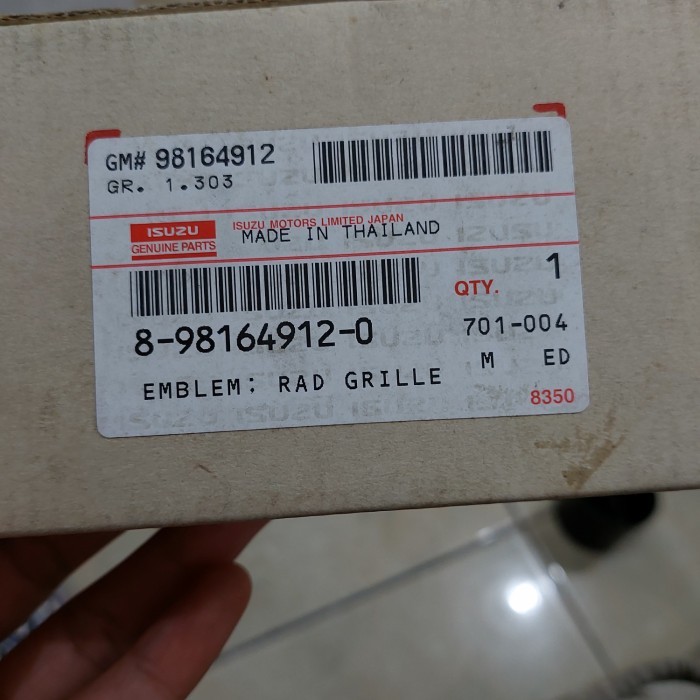 GM# 98164912
GR. 1.303
ISUZU
GENUINE PARTS
ISUZU MOTORS LIMITED JAPAN
MADE IN THAILAND
QTY. 1
8-98164912-0
701-004
M ED
EMBLEM: RAD GRILLE
8350